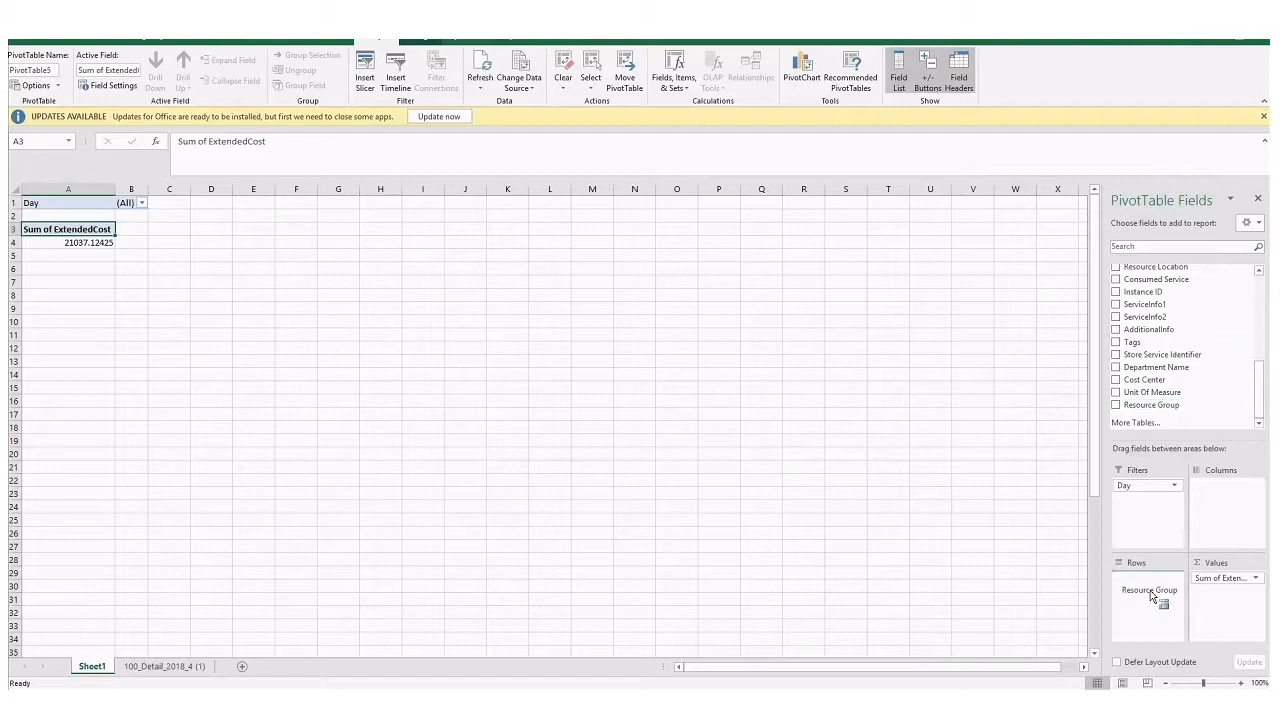 PivotTable Name:
PivotTable5
Options
PivotTable
Active Field:
Sum of Extended
Field Settings
Drill Down
Drill Up
Expand Field
Collapse Field
Active Field
Group Selection
Ungroup
Group Field
Group
Insert Slicer
Insert Timeline
Filter Connections
Filter
Refresh
Change Data Source
Data
Clear
Select
Move PivotTable
Actions
Fields, Items, & Sets
OLAP Tools
Relationships
Calculations
PivotChart
Recommended PivotTables
Tools
Field List
+/- Buttons
Field Headers
Show
UPDATES AVAILABLE Updates for Office are ready to be installed, but first we need to close some apps. Update now
A3 fx Sum of ExtendedCost
A B C D E F G H I J K L M N O P Q R S T U V W X
1 Day (All)
2
3 Sum of ExtendedCost
4 21037.12425
5
6
7
8
9
10
11
12
13
14
15
16
17
18
19
20
21
22
23
24
25
26
27
28
29
30
31
32
33
34
35
PivotTable Fields
Choose fields to add to report:
Search
Resource Location
Consumed Service
Instance ID
ServiceInfo1
ServiceInfo2
AdditionalInfo
Tags
Store Service Identifier
Department Name
Cost Center
Unit Of Measure
Resource Group
More Tables...
Drag fields between areas below:
Filters
Day
Columns
Rows
Resource Group
Σ Values
Sum of Exten...
Defer Layout Update Update
Sheet1 100_Detail_2018_4 (1)
Ready 100%